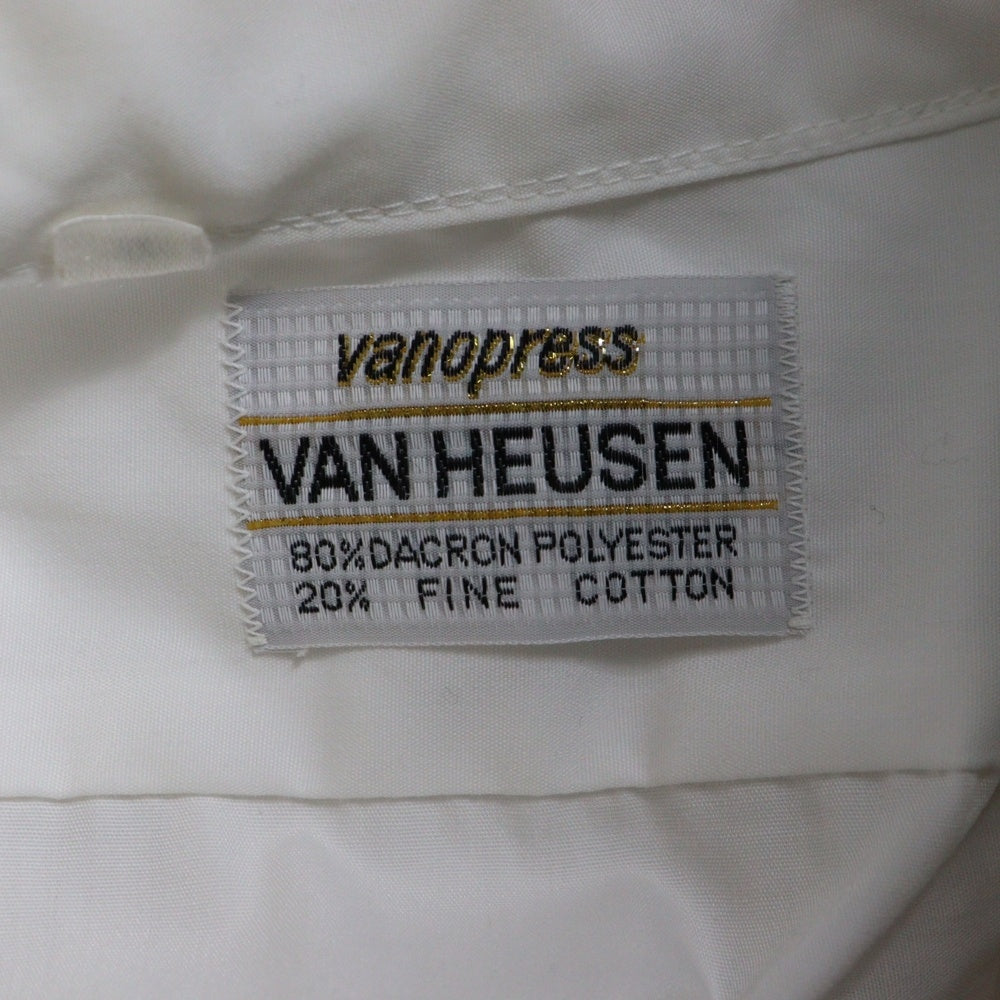 vanopress
VAN HEUSEN
80% DACRON POLYESTER
20% FINE COTTON